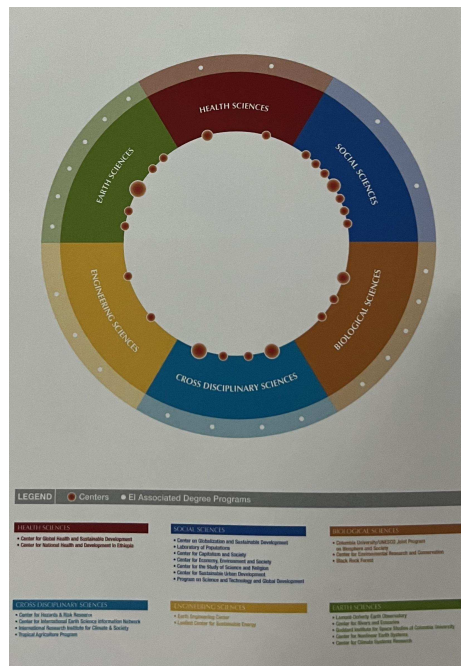 HEALTH SCIENCES
SOCIAL SCIENCES
EARTH SCIENCES
ENGINEERING SCIENCES
BIOLOGICAL SCIENCES
CROSS DISCIPLINARY SCIENCES
LEGEND
Centers
EI Associated Degree Programs
HEALTH SCIENCES
• Center for Global Health and Sustainable Development
• Center for National Health and Development in Ethiopia
SOCIAL SCIENCES
• Center on Globalization and Sustainable Development
• Laboratory of Populations
• Center for Capitalism and Society
• Center for Economy, Environment and Society
• Center for the Study of Science and Religion
• Center for Sustainable Urban Development
• Program on Science and Technology and Global Development
BIOLOGICAL SCIENCES
• Columbia University/UNESCO Joint Program
on Biosphere and Society
• Center for Environmental Research and Conservation
• Black Rock Forest
CROSS-DISCIPLINARY SCIENCES
• Center for Hazards & Risk Research
• Center for International Earth Science Information Network
• International Research Institute for Climate & Society
• Tropical Agriculture Program
ENGINEERING SCIENCES
• Earth Engineering Center
• Lenfest Center for Sustainable Energy
EARTH SCIENCES
• Lamont-Doherty Earth Observatory
• Center for Rivers and Estuaries
• Goddard Institute for Space Studies at Columbia University
• Center for Nonlinear Earth Systems
• Center for Climate Systems Research